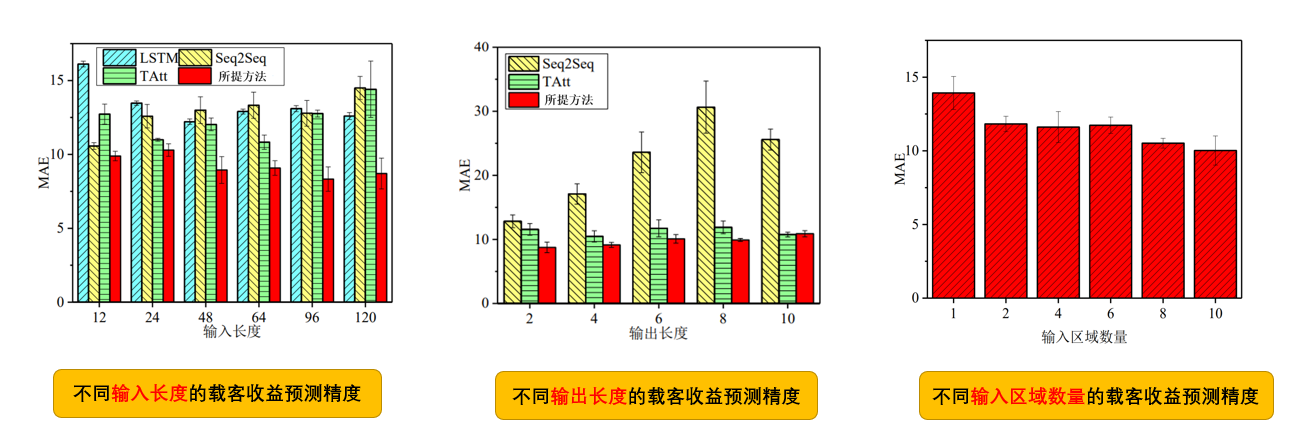 LSTM Seq2Seq
TAtt 所提方法
MAE
15
10
5
0
12 24 48 64 96 120
输入长度
不同输入长度的载客收益预测精度
Seq2Seq
TAtt
所提方法
MAE
40
30
20
10
0
2 4 6 8 10
输出长度
不同输出长度的载客收益预测精度
MAE
15
10
5
0
1 2 4 6 8 10
输入区域数量
不同输入区域数量的载客收益预测精度